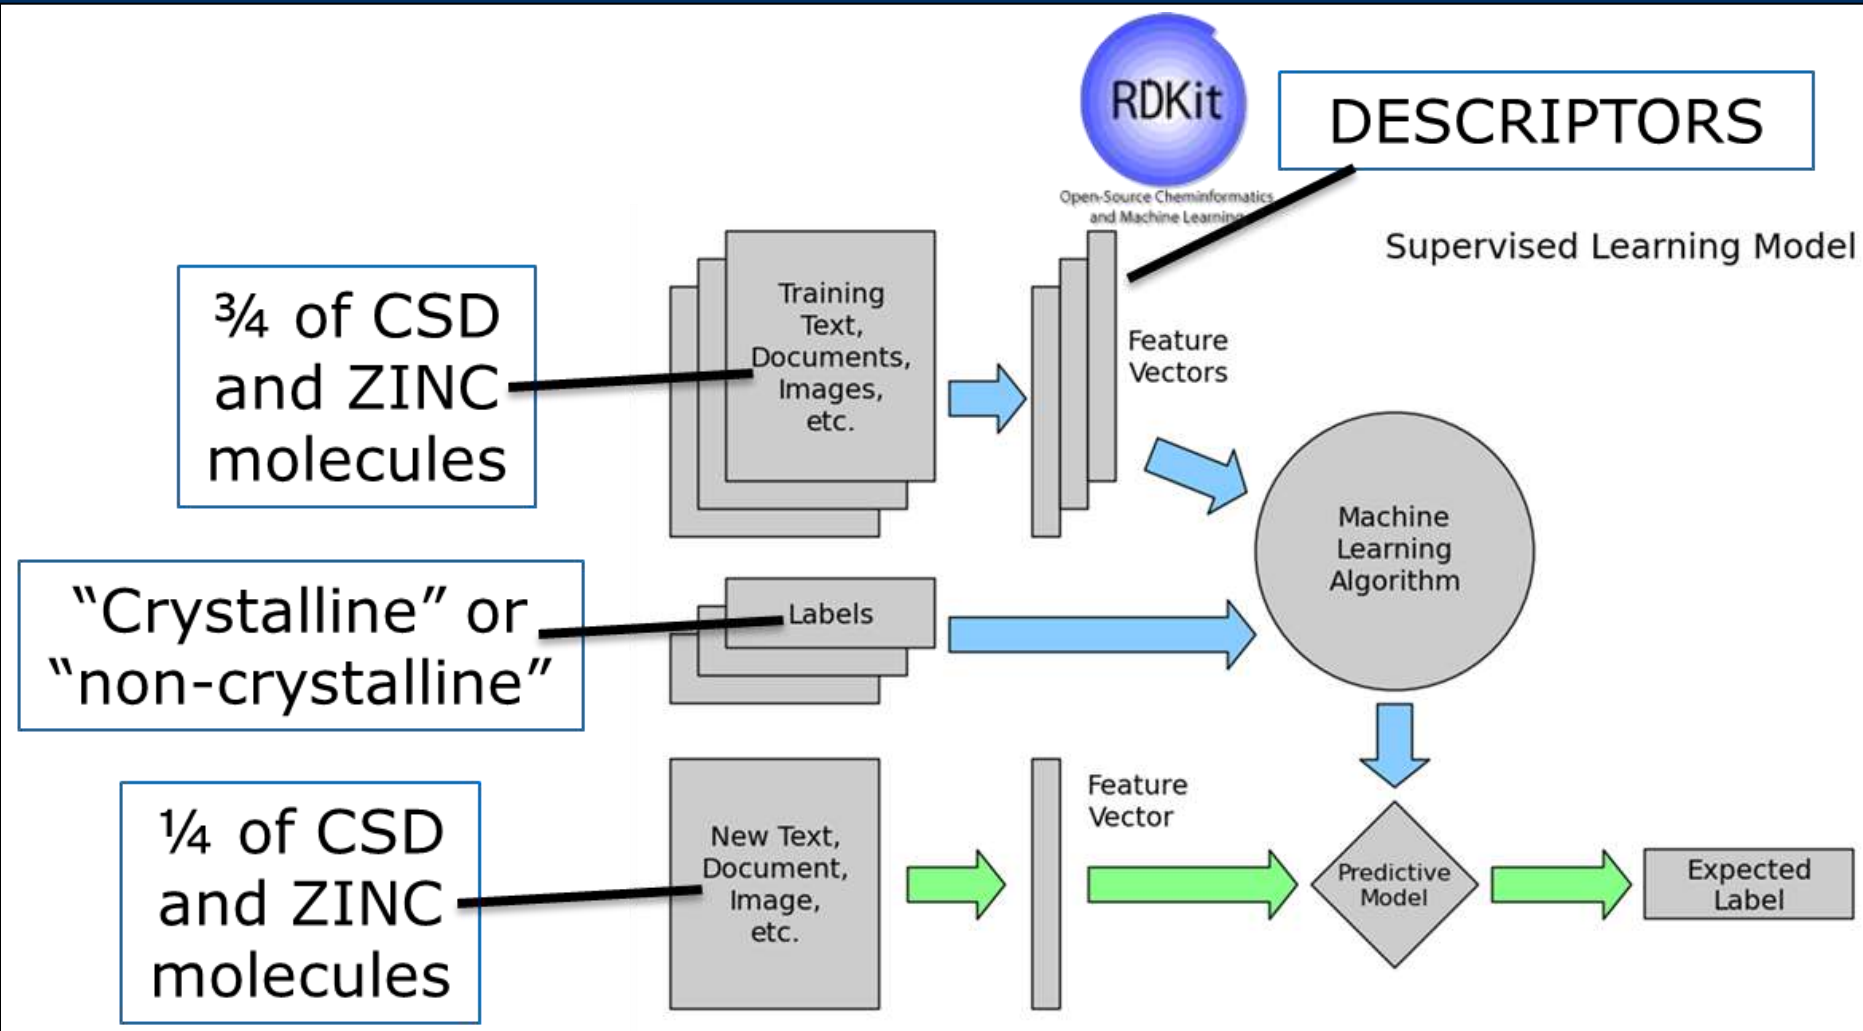 RDKit
Open-Source Cheminformatics
and Machine Learning
DESCRIPTORS
Supervised Learning Model
¾ of CSD
and ZINC
molecules
Training
Text,
Documents,
Images,
etc.
Feature
Vectors
Machine
Learning
Algorithm
“Crystalline” or
“non-crystalline”
Labels
¼ of CSD
and ZINC
molecules
New Text,
Document,
Image,
etc.
Feature
Vector
Predictive
Model
Expected
Label